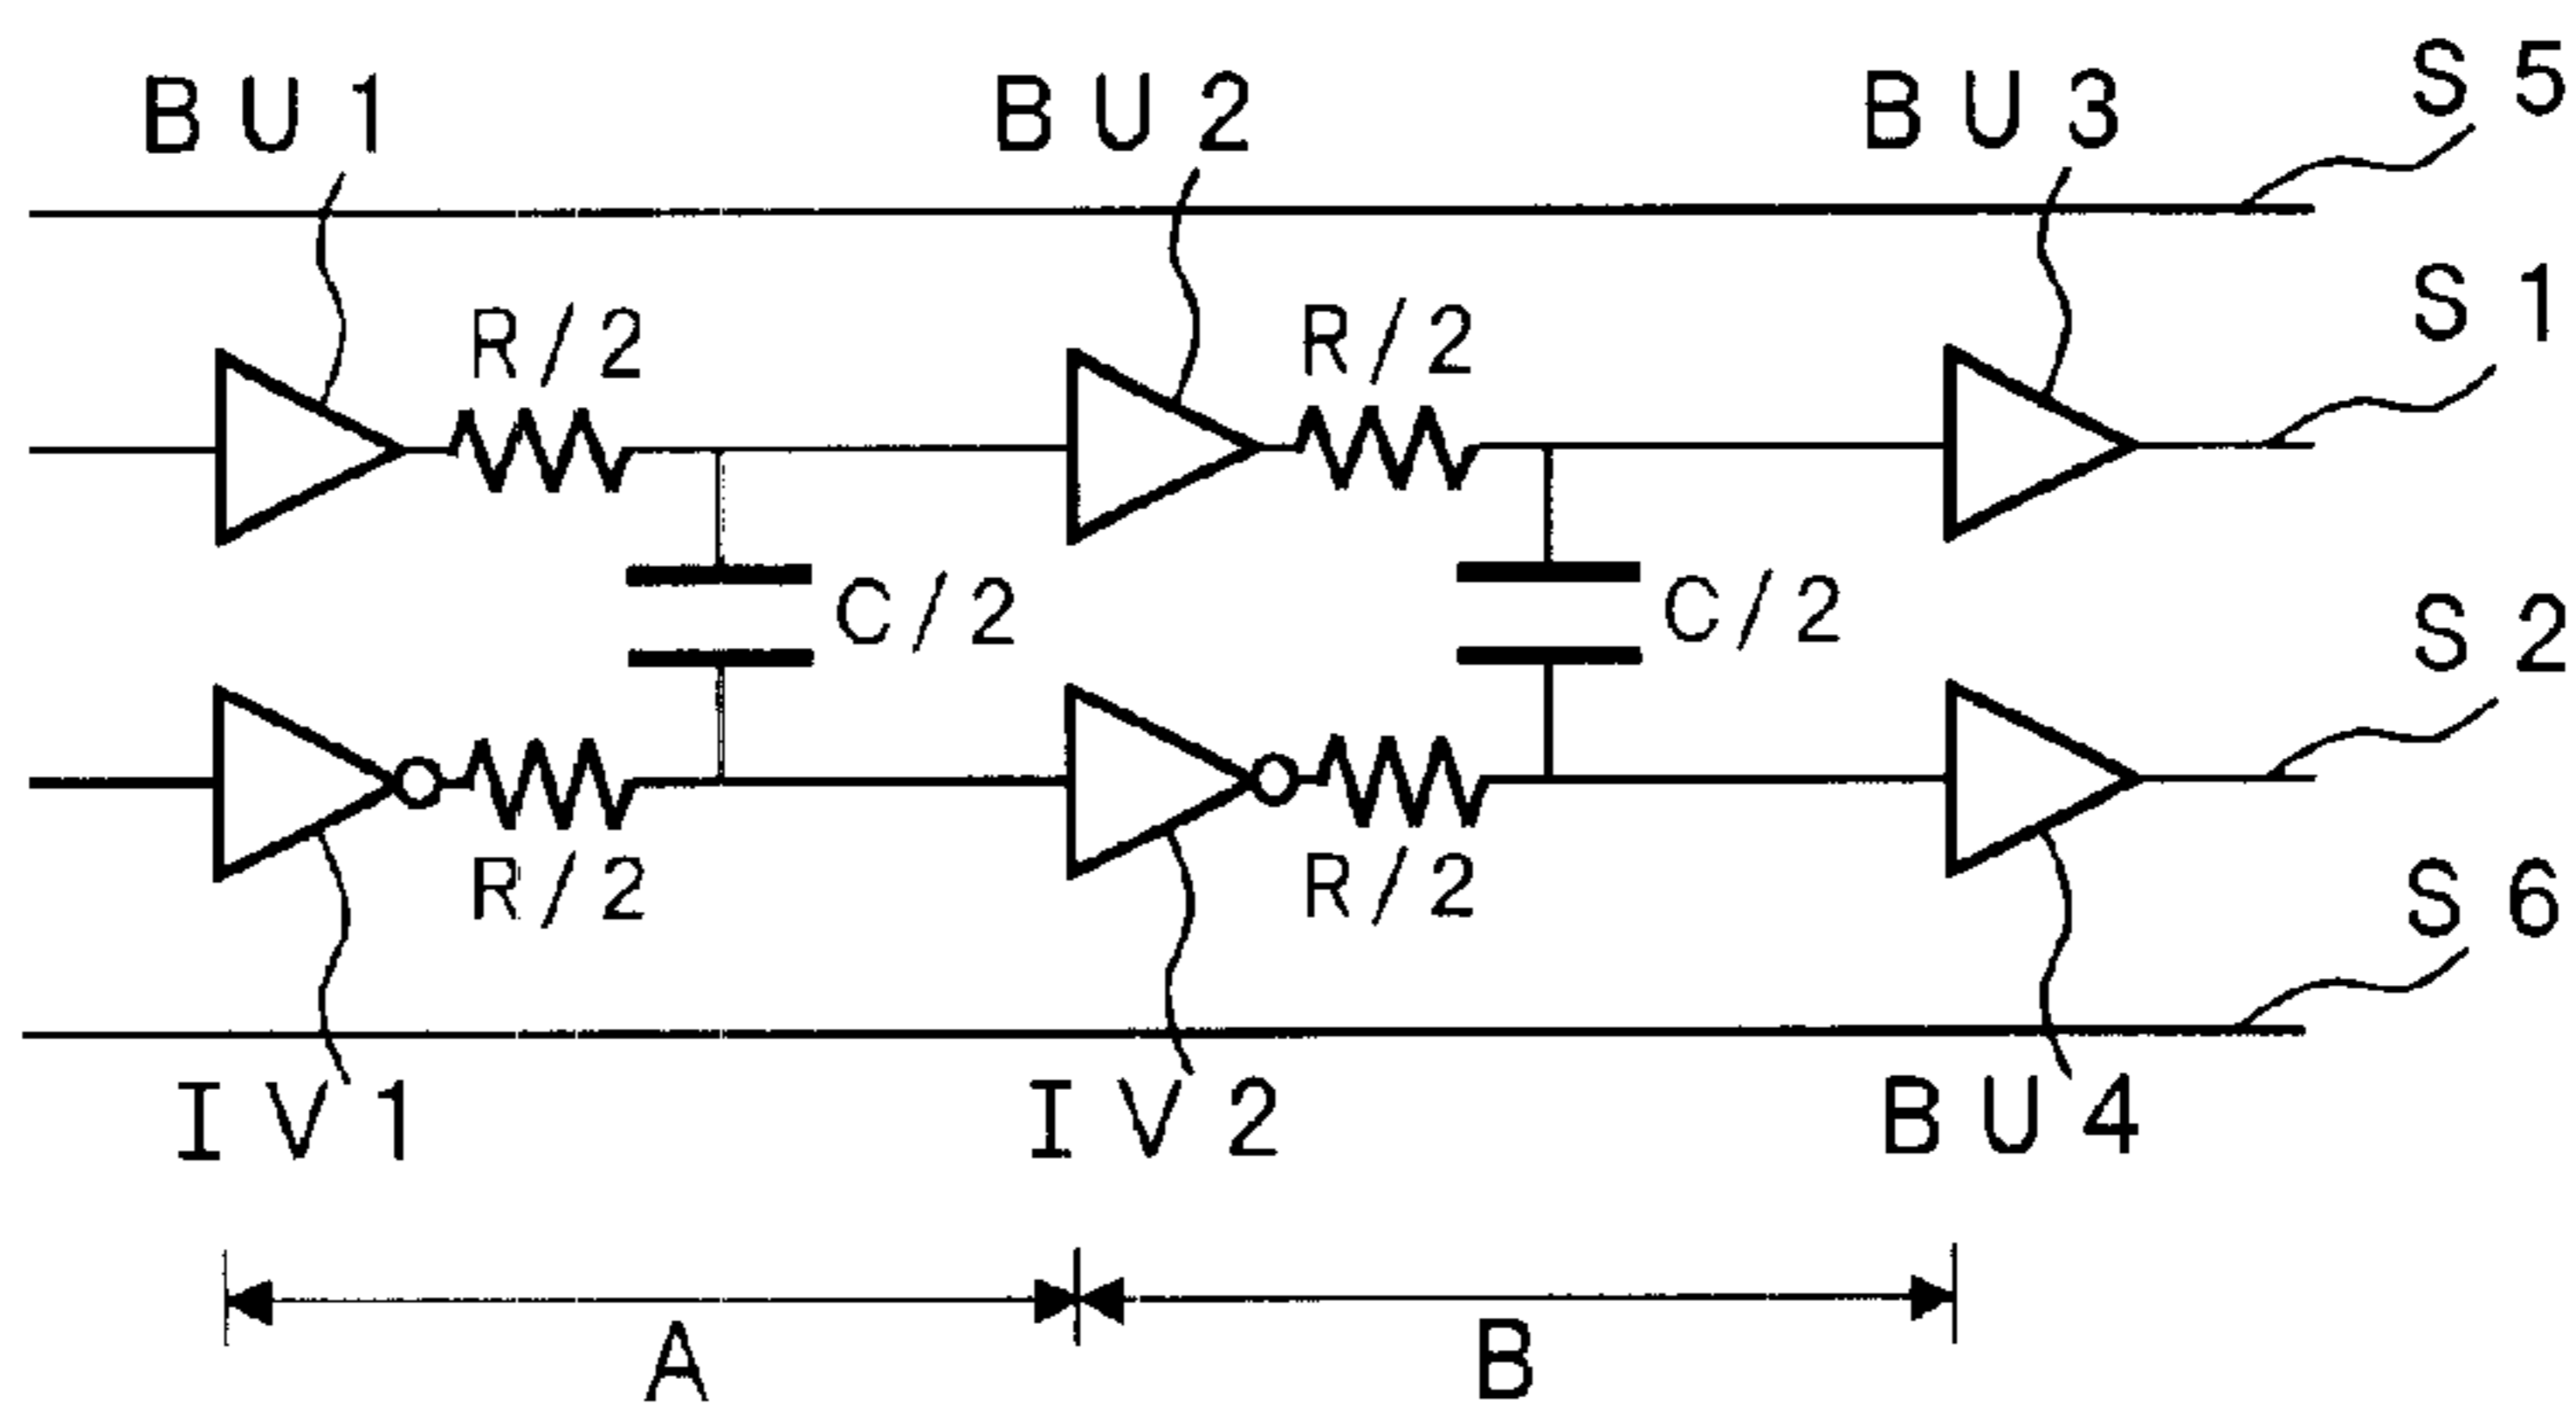 BU1 BU2 BU3 S5
S1
R/2 R/2
C/2 C/2
S2
R/2 R/2
S6
IV1 IV2 BU4
A B